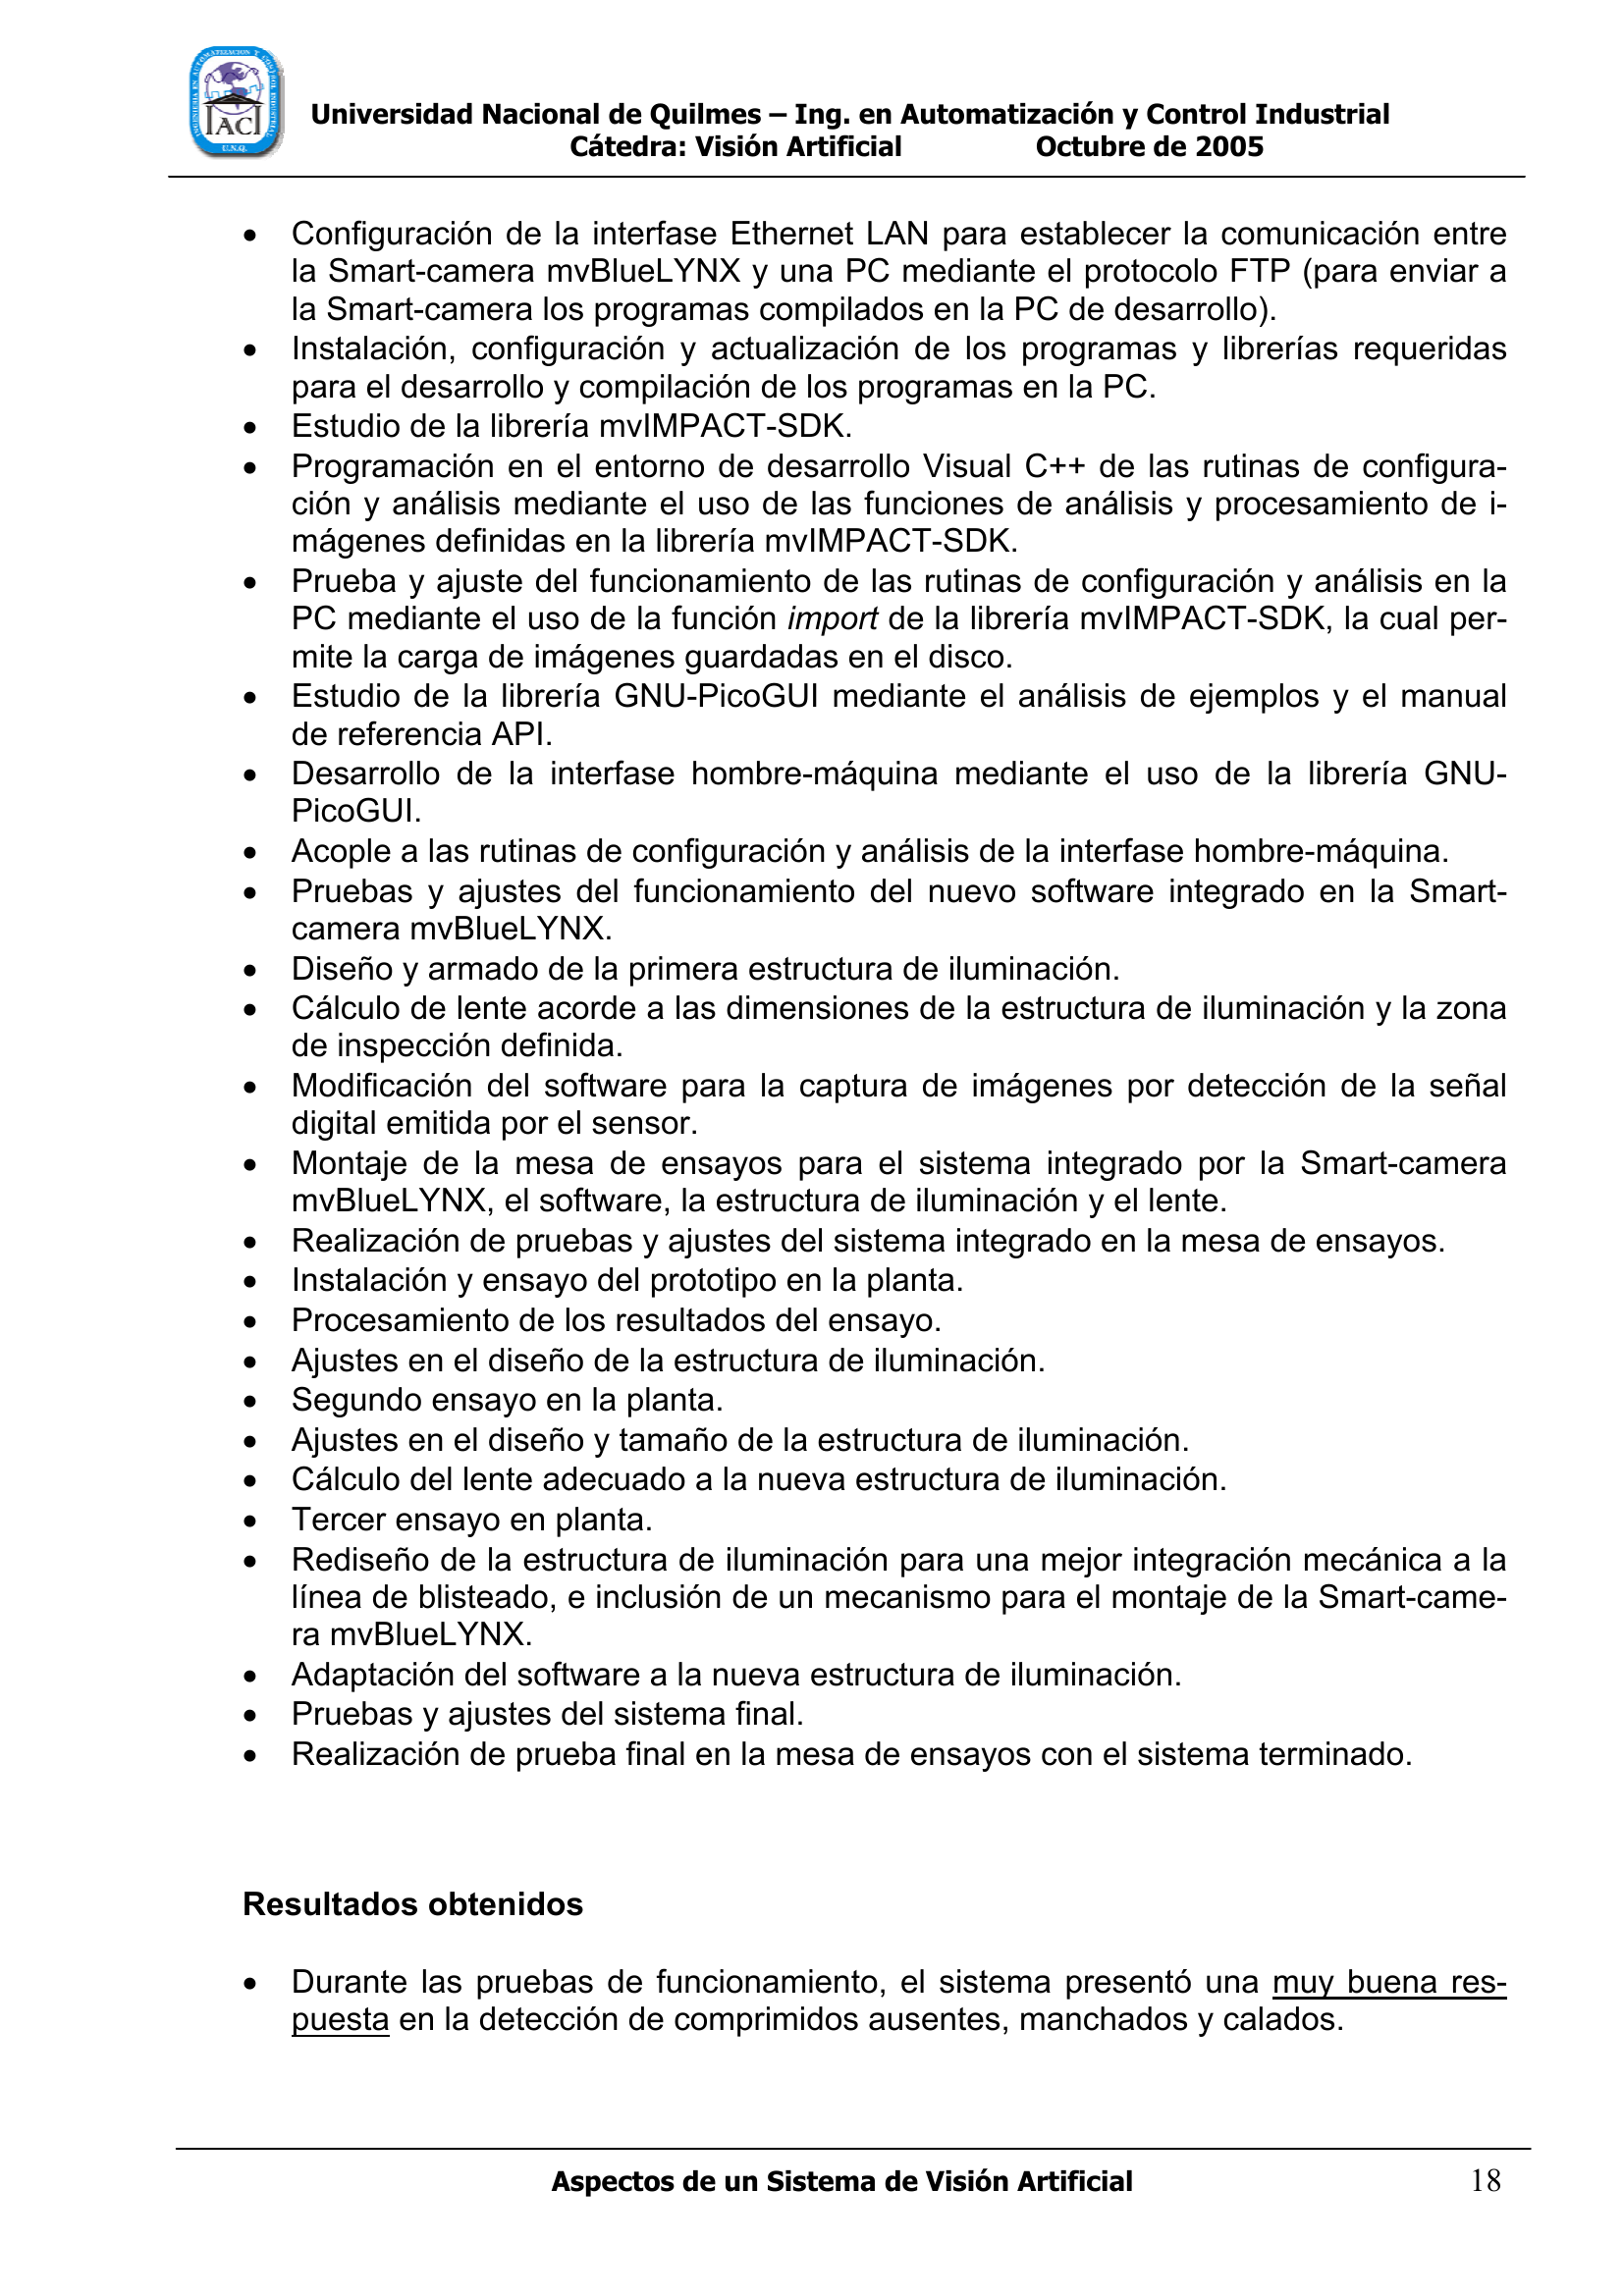 INGENIERIA EN AUTOMATIZACION Y CONTROL INDUSTRIAL
IACI
U.N.Q.
Universidad Nacional de Quilmes – Ing. en Automatización y Control Industrial
Cátedra: Visión Artificial Octubre de 2005
• Configuración de la interfase Ethernet LAN para establecer la comunicación entre
la Smart-camera mvBlueLYNX y una PC mediante el protocolo FTP (para enviar a
la Smart-camera los programas compilados en la PC de desarrollo).
• Instalación, configuración y actualización de los programas y librerías requeridas
para el desarrollo y compilación de los programas en la PC.
• Estudio de la librería mvIMPACT-SDK.
• Programación en el entorno de desarrollo Visual C++ de las rutinas de configura-
ción y análisis mediante el uso de las funciones de análisis y procesamiento de i-
mágenes definidas en la librería mvIMPACT-SDK.
• Prueba y ajuste del funcionamiento de las rutinas de configuración y análisis en la
PC mediante el uso de la función import de la librería mvIMPACT-SDK, la cual per-
mite la carga de imágenes guardadas en el disco.
• Estudio de la librería GNU-PicoGUI mediante el análisis de ejemplos y el manual
de referencia API.
• Desarrollo de la interfase hombre-máquina mediante el uso de la librería GNU-
PicoGUI.
• Acople a las rutinas de configuración y análisis de la interfase hombre-máquina.
• Pruebas y ajustes del funcionamiento del nuevo software integrado en la Smart-
camera mvBlueLYNX.
• Diseño y armado de la primera estructura de iluminación.
• Cálculo de lente acorde a las dimensiones de la estructura de iluminación y la zona
de inspección definida.
• Modificación del software para la captura de imágenes por detección de la señal
digital emitida por el sensor.
• Montaje de la mesa de ensayos para el sistema integrado por la Smart-camera
mvBlueLYNX, el software, la estructura de iluminación y el lente.
• Realización de pruebas y ajustes del sistema integrado en la mesa de ensayos.
• Instalación y ensayo del prototipo en la planta.
• Procesamiento de los resultados del ensayo.
• Ajustes en el diseño de la estructura de iluminación.
• Segundo ensayo en la planta.
• Ajustes en el diseño y tamaño de la estructura de iluminación.
• Cálculo del lente adecuado a la nueva estructura de iluminación.
• Tercer ensayo en planta.
• Rediseño de la estructura de iluminación para una mejor integración mecánica a la
línea de blisteado, e inclusión de un mecanismo para el montaje de la Smart-came-
ra mvBlueLYNX.
• Adaptación del software a la nueva estructura de iluminación.
• Pruebas y ajustes del sistema final.
• Realización de prueba final en la mesa de ensayos con el sistema terminado.
Resultados obtenidos
• Durante las pruebas de funcionamiento, el sistema presentó una muy buena res-
puesta en la detección de comprimidos ausentes, manchados y calados.
Aspectos de un Sistema de Visión Artificial 18